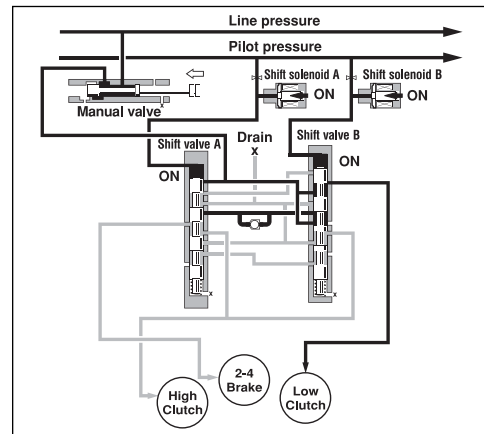 Line pressure
Pilot pressure
Shift solenoid A
Shift solenoid B
ON
ON
Manual valve
x
Drain
x
Shift valve A
Shift valve B
ON
ON
x
x
High
Clutch
2-4
Brake
Low
Clutch